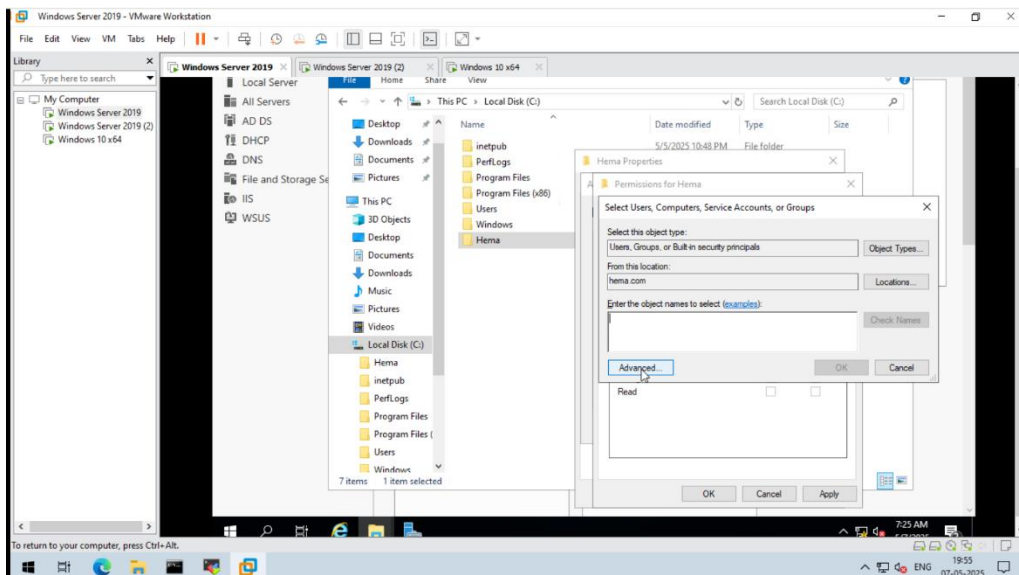 Windows Server 2019 - VMware Workstation
File Edit View VM Tabs Help
Library
Type here to search
My Computer
Windows Server 2019
Windows Server 2019 (2)
Windows 10 x64
Windows Server 2019
Windows Server 2019 (2)
Windows 10 x64
Local Server
All Servers
AD DS
DHCP
DNS
File and Storage Se
IIS
WSUS
File Home Share View
This PC > Local Disk (C:)
Search Local Disk (C:)
Desktop
Downloads
Documents
Pictures
This PC
3D Objects
Desktop
Documents
Downloads
Music
Pictures
Videos
Local Disk (C:)
Hema
inetpub
PerfLogs
Program Files
Program Files (
Users
Windows
Name Date modified Type Size
inetpub 5/5/2025 10:48 PM File folder
PerfLogs
Program Files
Program Files (x86)
Users
Windows
Hema
7 items 1 item selected
Hema Properties
Permissions for Hema
Select Users, Computers, Service Accounts, or Groups
Select this object type:
Users, Groups, or Built-in security principals
Object Types...
From this location:
hema.com
Locations...
Enter the object names to select (examples):
Check Names
Advanced...
OK Cancel
Read
OK Cancel Apply
7:25 AM
To return to your computer, press Ctrl+Alt.
ENG
19:55
07-05-2025